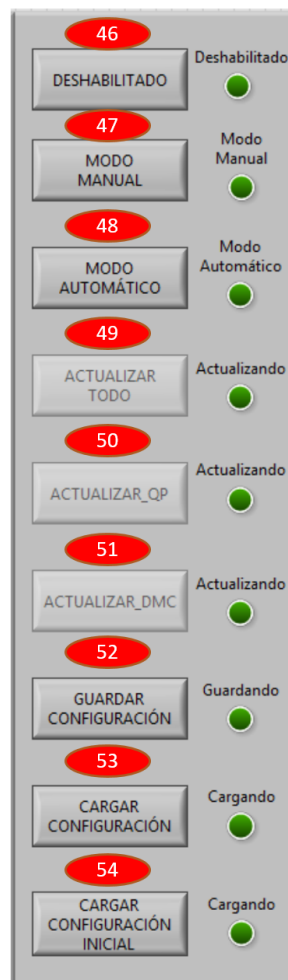 46
Deshabilitado
DESHABILITADO
47
Modo
Manual
MODO
MANUAL
48
Modo
Automático
MODO
AUTOMÁTICO
49
Actualizando
ACTUALIZAR
TODO
50
Actualizando
ACTUALIZAR_QP
51
Actualizando
ACTUALIZAR_DMC
52
Guardando
GUARDAR
CONFIGURACIÓN
53
Cargando
CARGAR
CONFIGURACIÓN
54
Cargando
CARGAR
CONFIGURACIÓN
INICIAL